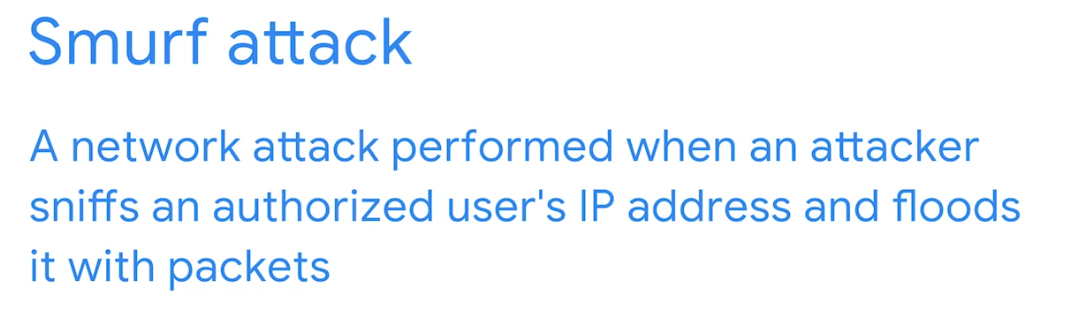 Smurf attack
A network attack performed when an attacker
sniffs an authorized user's IP address and floods
it with packets